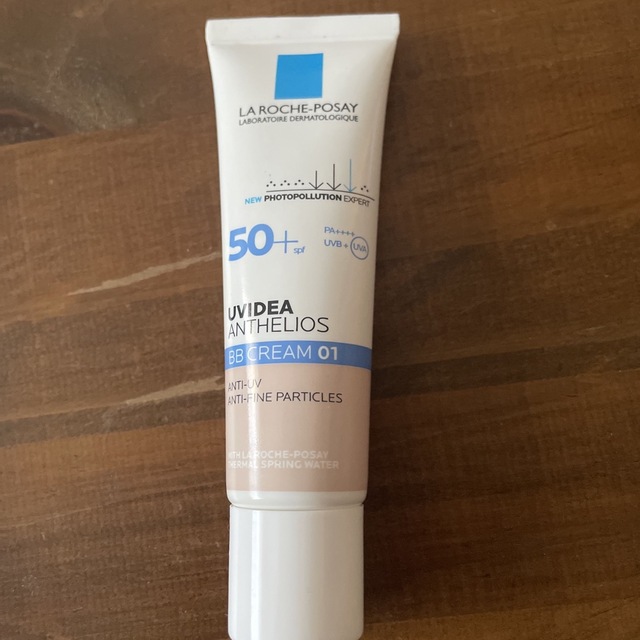 LA ROCHE-POSAY
LABORATOIRE DERMATOLOGIQUE
NEW PHOTOPOLLUTION EXPERT
50+ spf
PA++++
UVB + UVA
UVIDEA
ANTHELIOS
BB CREAM 01
ANTI-UV
ANTI-FINE PARTICLES
WITH LA ROCHE-POSAY
THERMAL SPRING WATER